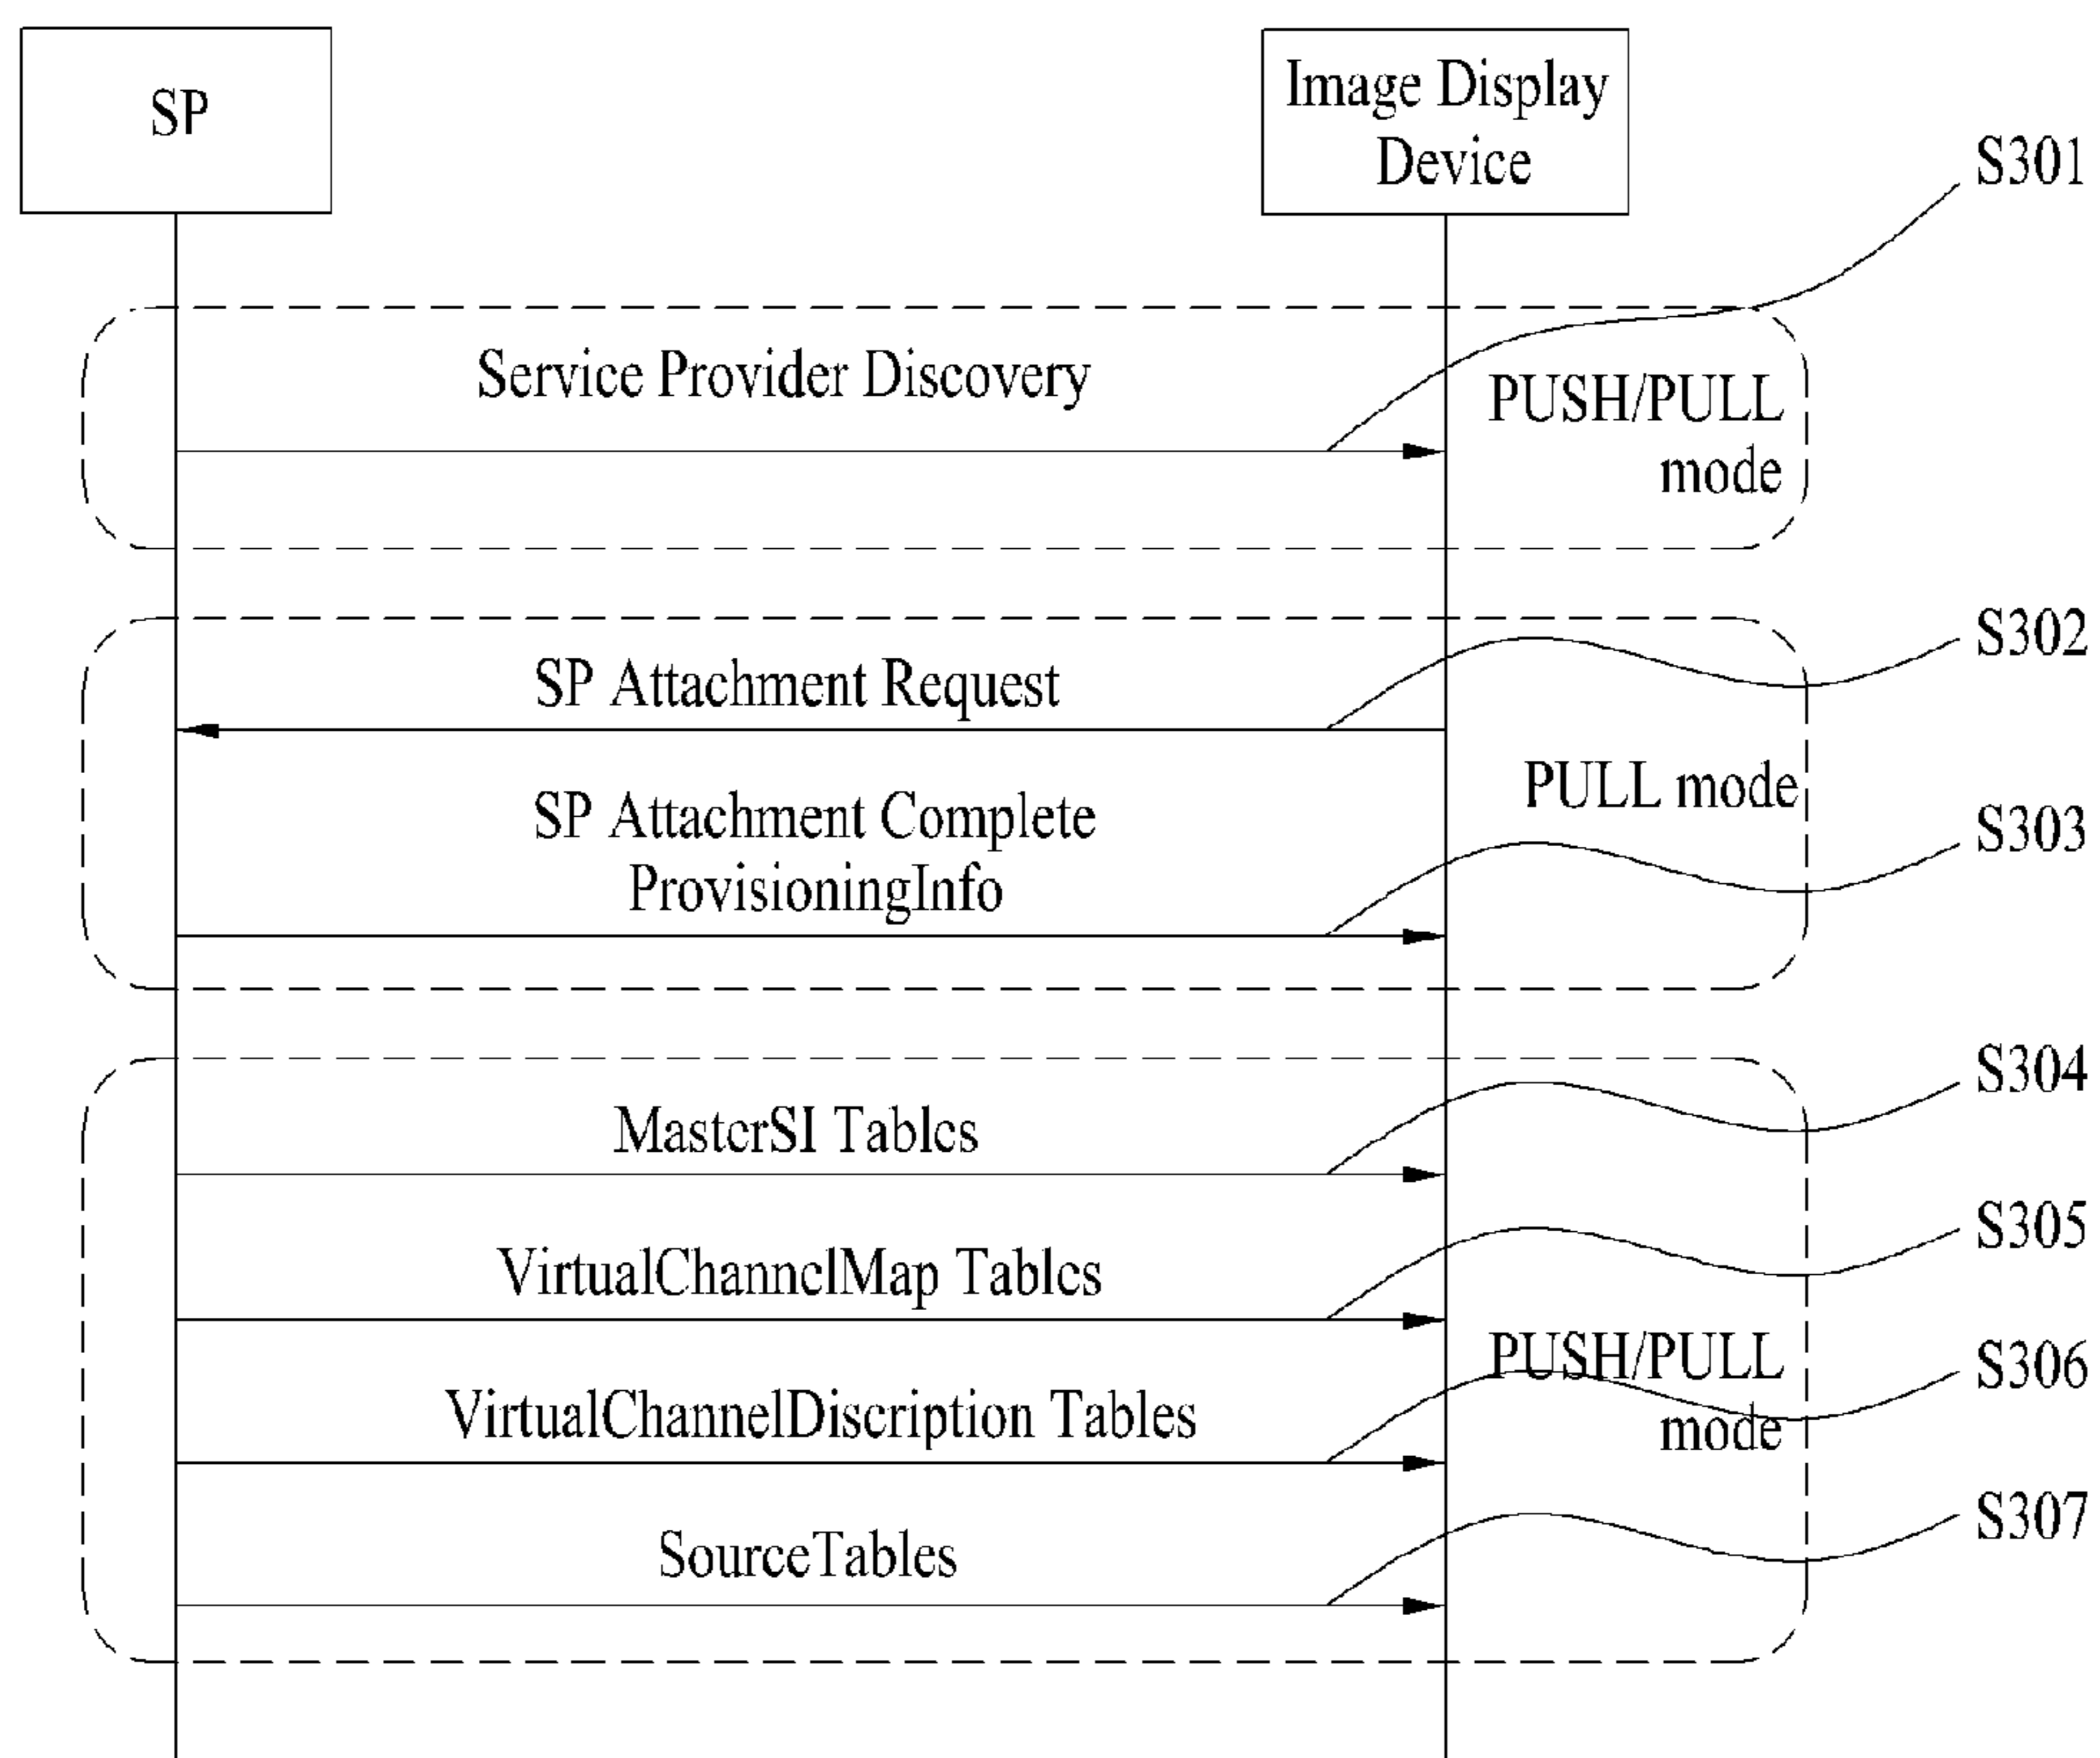 SP
Image Display
Device
S301
Service Provider Discovery
PUSH/PULL
mode
S302
SP Attachment Request
PULL mode
SP Attachment Complete
ProvisioningInfo
S303
S304
MasterSI Tables
S305
VirtualChannelMap Tables
PUSH/PULL
mode
S306
VirtualChannelDiscription Tables
S307
SourceTables